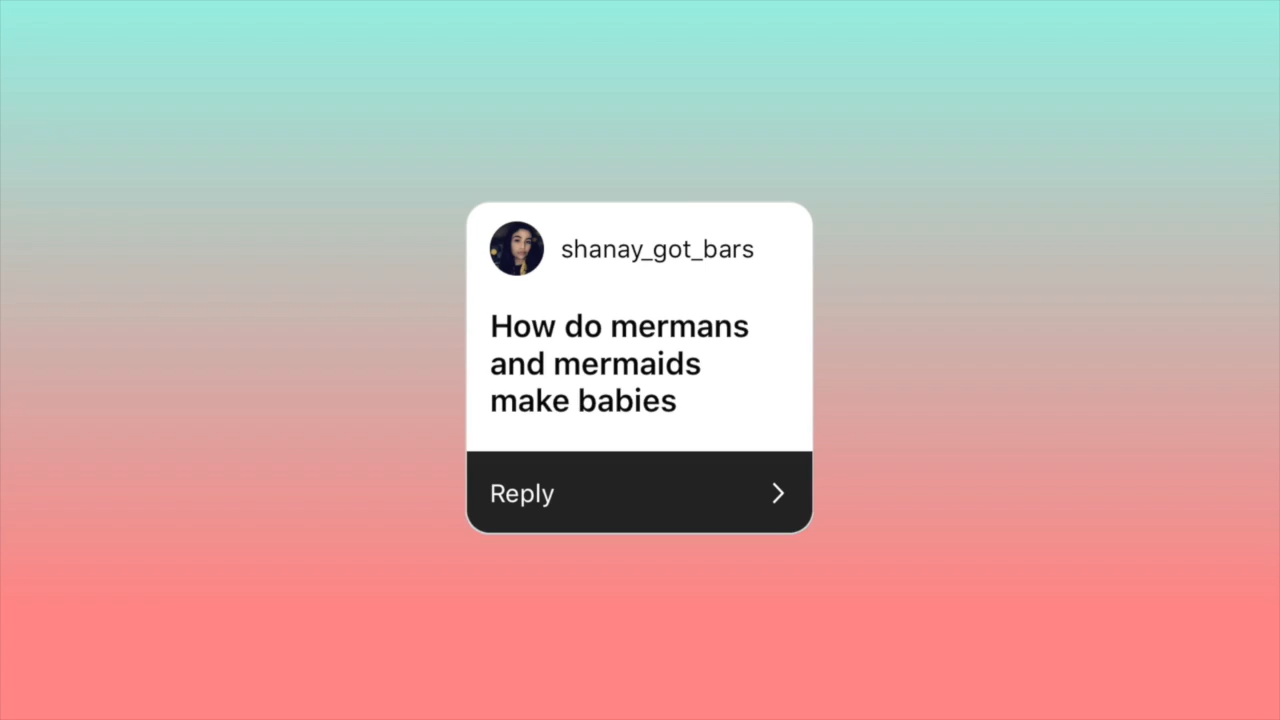 shanay_got_bars
How do mermans
and mermaids
make babies
Reply